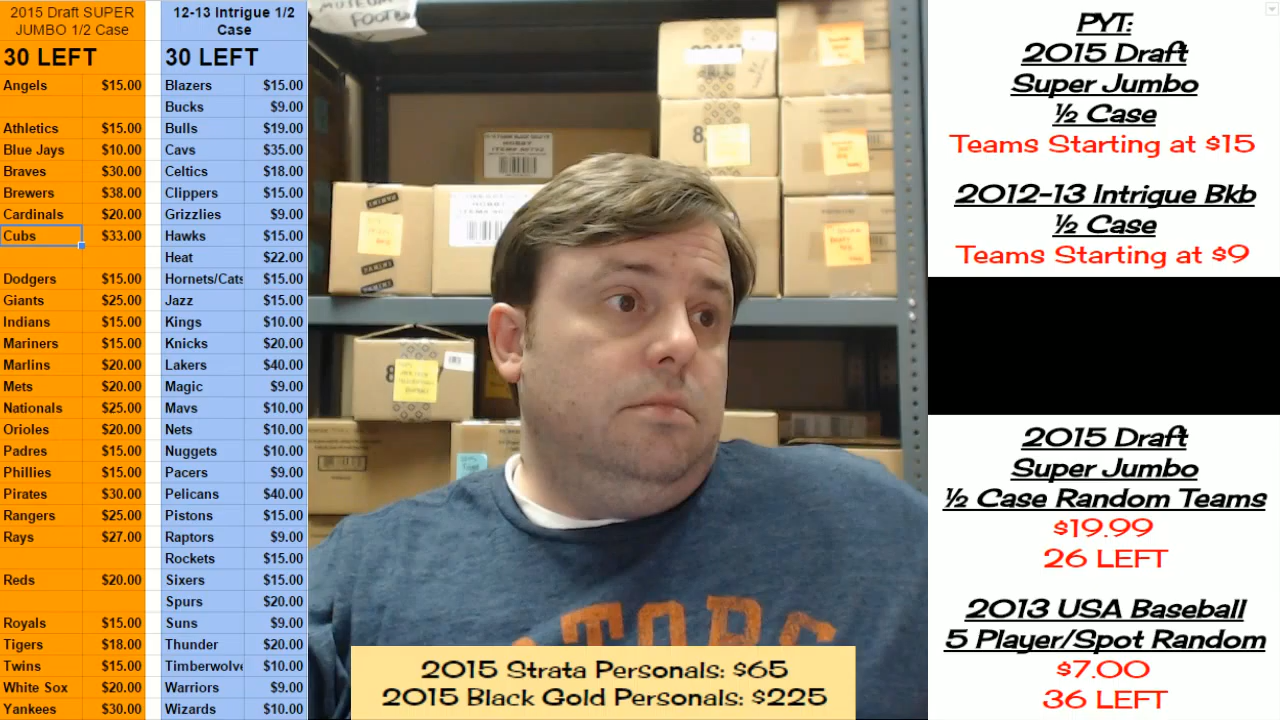 2015 Draft SUPER
JUMBO 1/2 Case
30 LEFT
Angels $15.00
Athletics $15.00
Blue Jays $10.00
Braves $30.00
Brewers $38.00
Cardinals $20.00
Cubs $33.00
Dodgers $15.00
Giants $25.00
Indians $15.00
Mariners $15.00
Marlins $20.00
Mets $20.00
Nationals $25.00
Orioles $20.00
Padres $15.00
Phillies $15.00
Pirates $30.00
Rangers $25.00
Rays $27.00
Reds $20.00
Royals $15.00
Tigers $18.00
Twins $15.00
White Sox $20.00
Yankees $30.00
12-13 Intrigue 1/2
Case
30 LEFT
Blazers $15.00
Bucks $9.00
Bulls $19.00
Cavs $35.00
Celtics $18.00
Clippers $15.00
Grizzlies $9.00
Hawks $15.00
Heat $22.00
Hornets/Cats $15.00
Jazz $15.00
Kings $10.00
Knicks $20.00
Lakers $40.00
Magic $9.00
Mavs $10.00
Nets $10.00
Nuggets $10.00
Pacers $9.00
Pelicans $40.00
Pistons $15.00
Raptors $9.00
Rockets $15.00
Sixers $15.00
Spurs $20.00
Suns $9.00
Thunder $20.00
Timberwolve $10.00
Warriors $9.00
Wizards $10.00
MUSEUM
FOOTB
PANINI
PANINI
HOBBY
ATORS
2015 Strata Personals: $65
2015 Black Gold Personals: $225
PYT:
2015 Draft
Super Jumbo
½ Case
Teams Starting at $15
2012-13 Intrigue Bkb
½ Case
Teams Starting at $9
2015 Draft
Super Jumbo
½ Case Random Teams
$19.99
26 LEFT
2013 USA Baseball
5 Player/Spot Random
$7.00
36 LEFT